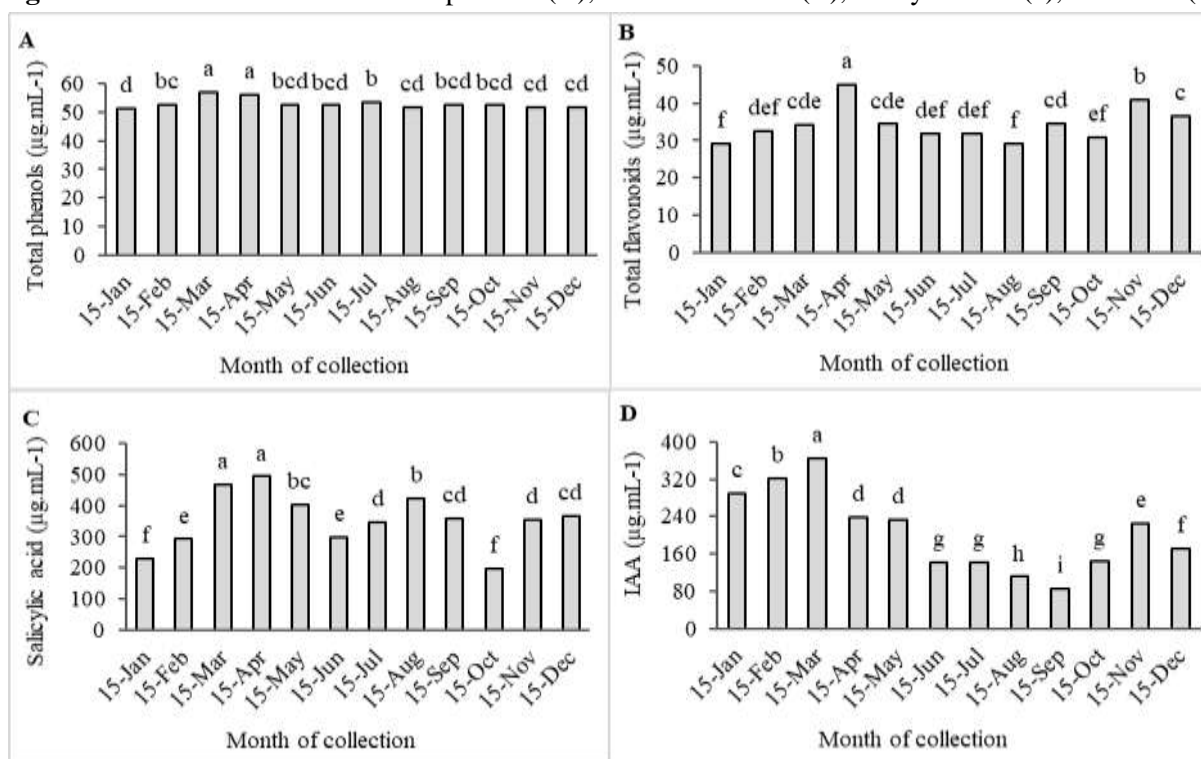 A
Total phenols (µg.mL-1)
60
50
40
30
20
10
0
d bc a a bcd bcd b cd bcd bcd cd cd
15-Jan 15-Feb 15-Mar 15-Apr 15-May 15-Jun 15-Jul 15-Aug 15-Sep 15-Oct 15-Nov 15-Dec
Month of collection
B
Total flavonoids (µg.mL-1)
50
40
30
20
10
0
f def cde a cde def def f cd ef b c
15-Jan 15-Feb 15-Mar 15-Apr 15-May 15-Jun 15-Jul 15-Aug 15-Sep 15-Oct 15-Nov 15-Dec
Month of collection
C
Salicylic acid (µg.mL-1)
600
500
400
300
200
100
0
f e a a bc e d b cd f d cd
15-Jan 15-Feb 15-Mar 15-Apr 15-May 15-Jun 15-Jul 15-Aug 15-Sep 15-Oct 15-Nov 15-Dec
Month of collection
D
IAA (µg.mL-1)
400
320
240
160
80
0
c b a d d g g h i g e f
15-Jan 15-Feb 15-Mar 15-Apr 15-May 15-Jun 15-Jul 15-Aug 15-Sep 15-Oct 15-Nov 15-Dec
Month of collection